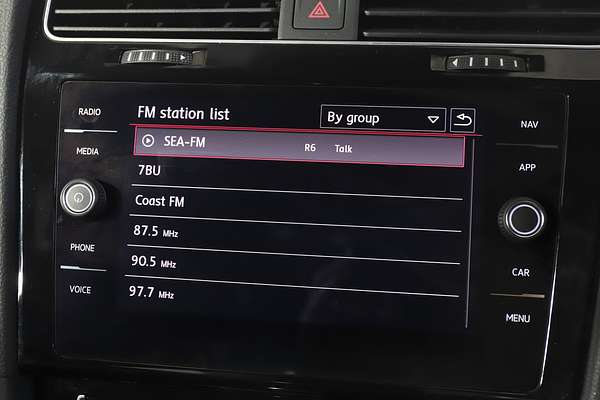 RADIO
MEDIA
PHONE
VOICE
FM station list
By group
SEA-FM R6 Talk
7BU
Coast FM
87.5 MHz
90.5 MHz
97.7 MHz
NAV
APP
CAR
MENU